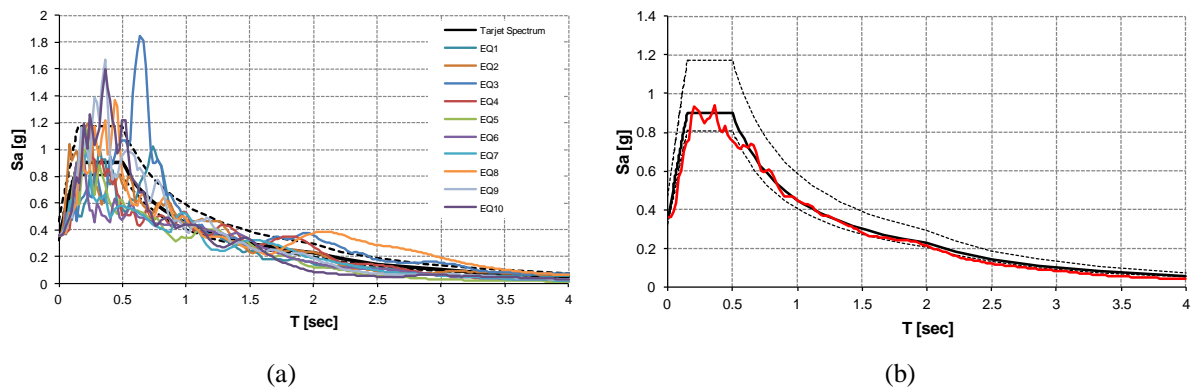 2
1.8
1.6
1.4
1.2
1
0.8
0.6
0.4
0.2
0
Sa [g]
0 0.5 1 1.5 2 2.5 3 3.5 4
T [sec]
Tarjet Spectrum
EQ1
EQ2
EQ3
EQ4
EQ5
EQ6
EQ7
EQ8
EQ9
EQ10
(a)
1.4
1.2
1
0.8
0.6
0.4
0.2
0
Sa [g]
0 0.5 1 1.5 2 2.5 3 3.5 4
T [sec]
(b)